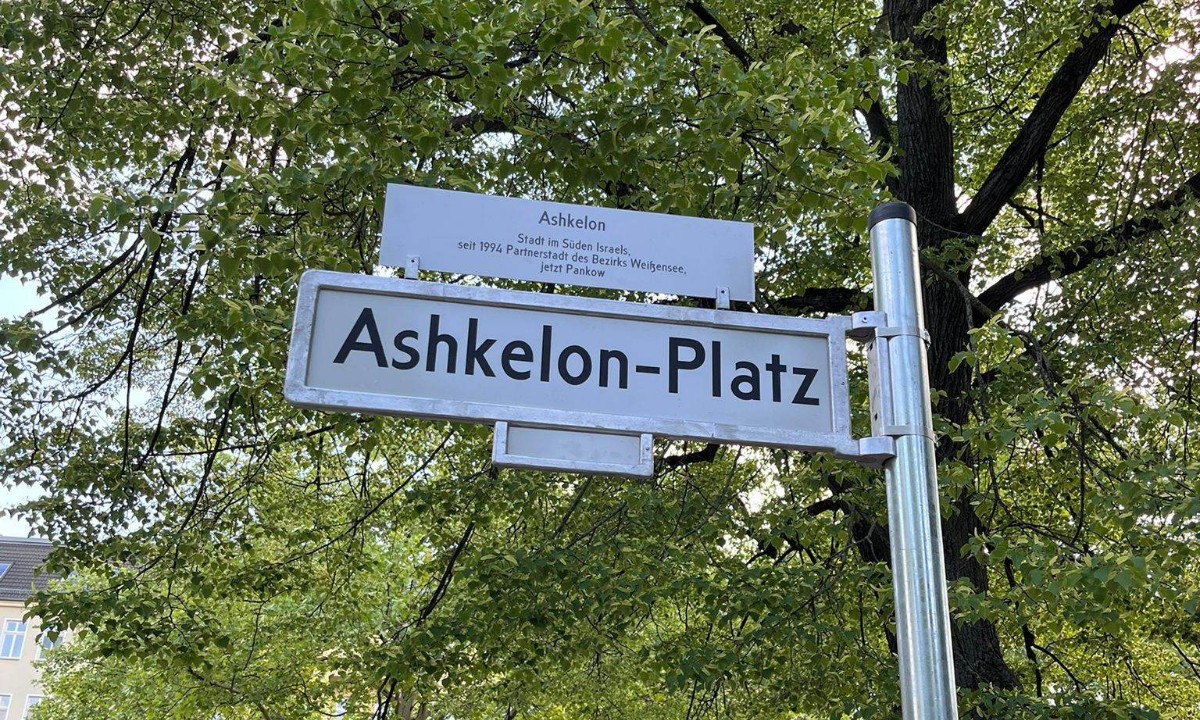 Ashkelon
Stadt im Süden Israels,
seit 1994 Partnerstadt des Bezirks Weißensee,
jetzt Pankow
Ashkelon-Platz